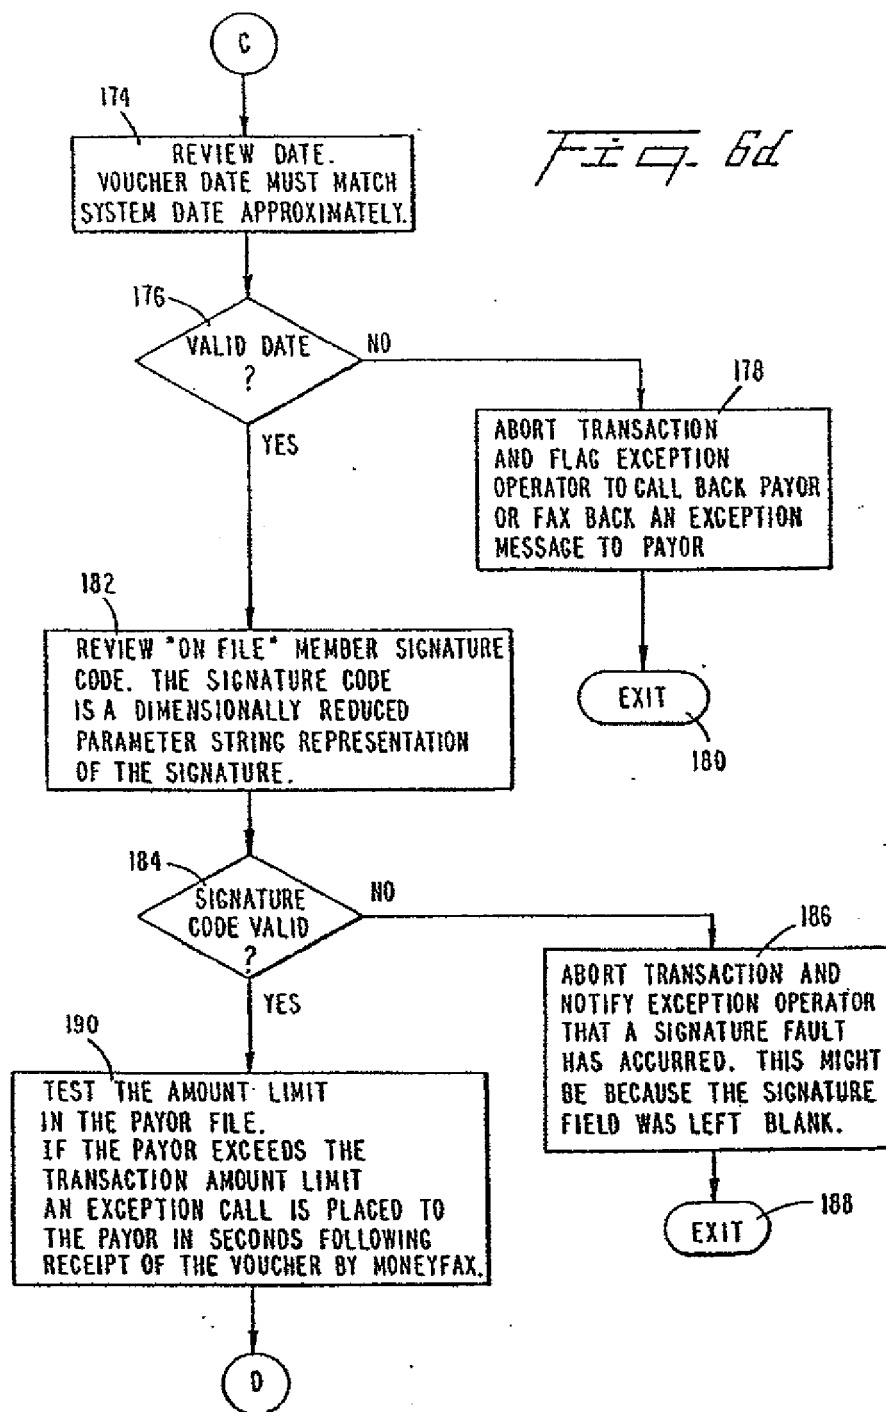 C
174
REVIEW DATE.
VOUCHER DATE MUST MATCH
SYSTEM DATE APPROXIMATELY.
Fig. 6d
176
VALID DATE
?
NO
YES
178
ABORT TRANSACTION
AND FLAG EXCEPTION
OPERATOR TO CALL BACK PAYOR
OR FAX BACK AN EXCEPTION
MESSAGE TO PAYOR
EXIT
180
182
REVIEW "ON FILE" MEMBER SIGNATURE
CODE. THE SIGNATURE CODE
IS A DIMENSIONALLY REDUCED
PARAMETER STRING REPRESENTATION
OF THE SIGNATURE.
184
SIGNATURE
CODE VALID
?
NO
YES
186
ABORT TRANSACTION AND
NOTIFY EXCEPTION OPERATOR
THAT A SIGNATURE FAULT
HAS ACCURRED. THIS MIGHT
BE BECAUSE THE SIGNATURE
FIELD WAS LEFT BLANK.
EXIT
188
190
TEST THE AMOUNT LIMIT
IN THE PAYOR FILE.
IF THE PAYOR EXCEEDS THE
TRANSACTION AMOUNT LIMIT
AN EXCEPTION CALL IS PLACED TO
THE PAYOR IN SECONDS FOLLOWING
RECEIPT OF THE VOUCHER BY MONEYFAX.
D